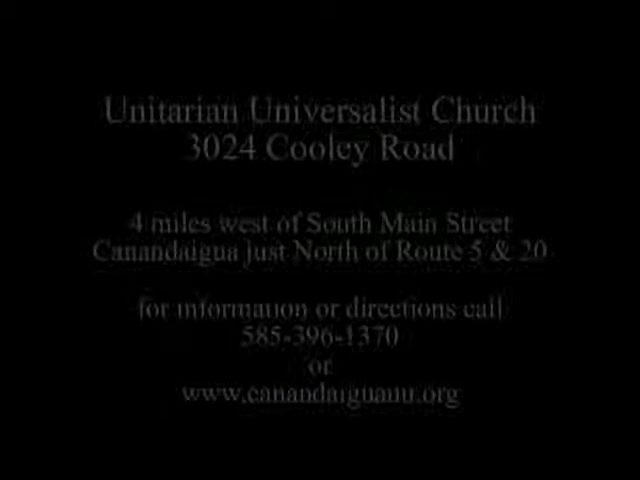 Unitarian Universalist Church
3024 Cooley Road
4 miles west of South Main Street
Canandaigua just North of Route 5 & 20
for information or directions call
585-396-1370
or
www.canandaiguauu.org